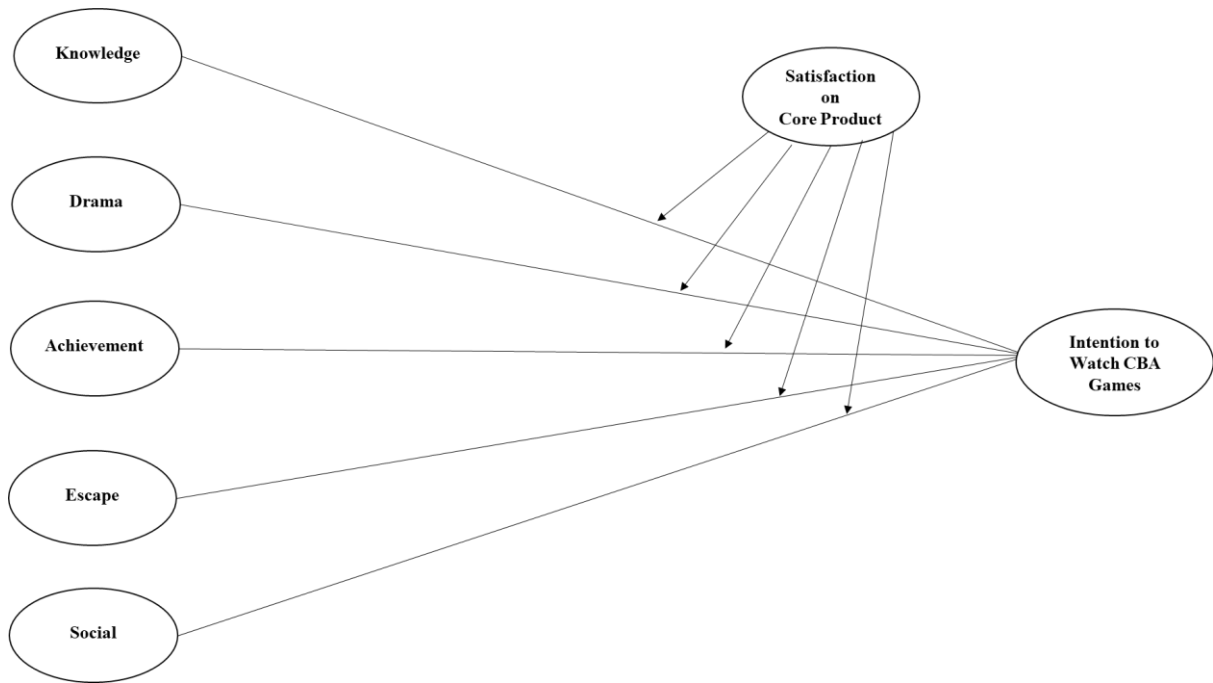 Knowledge
Satisfaction
on
Core Product
Drama
Achievement
Intention to
Watch CBA
Games
Escape
Social